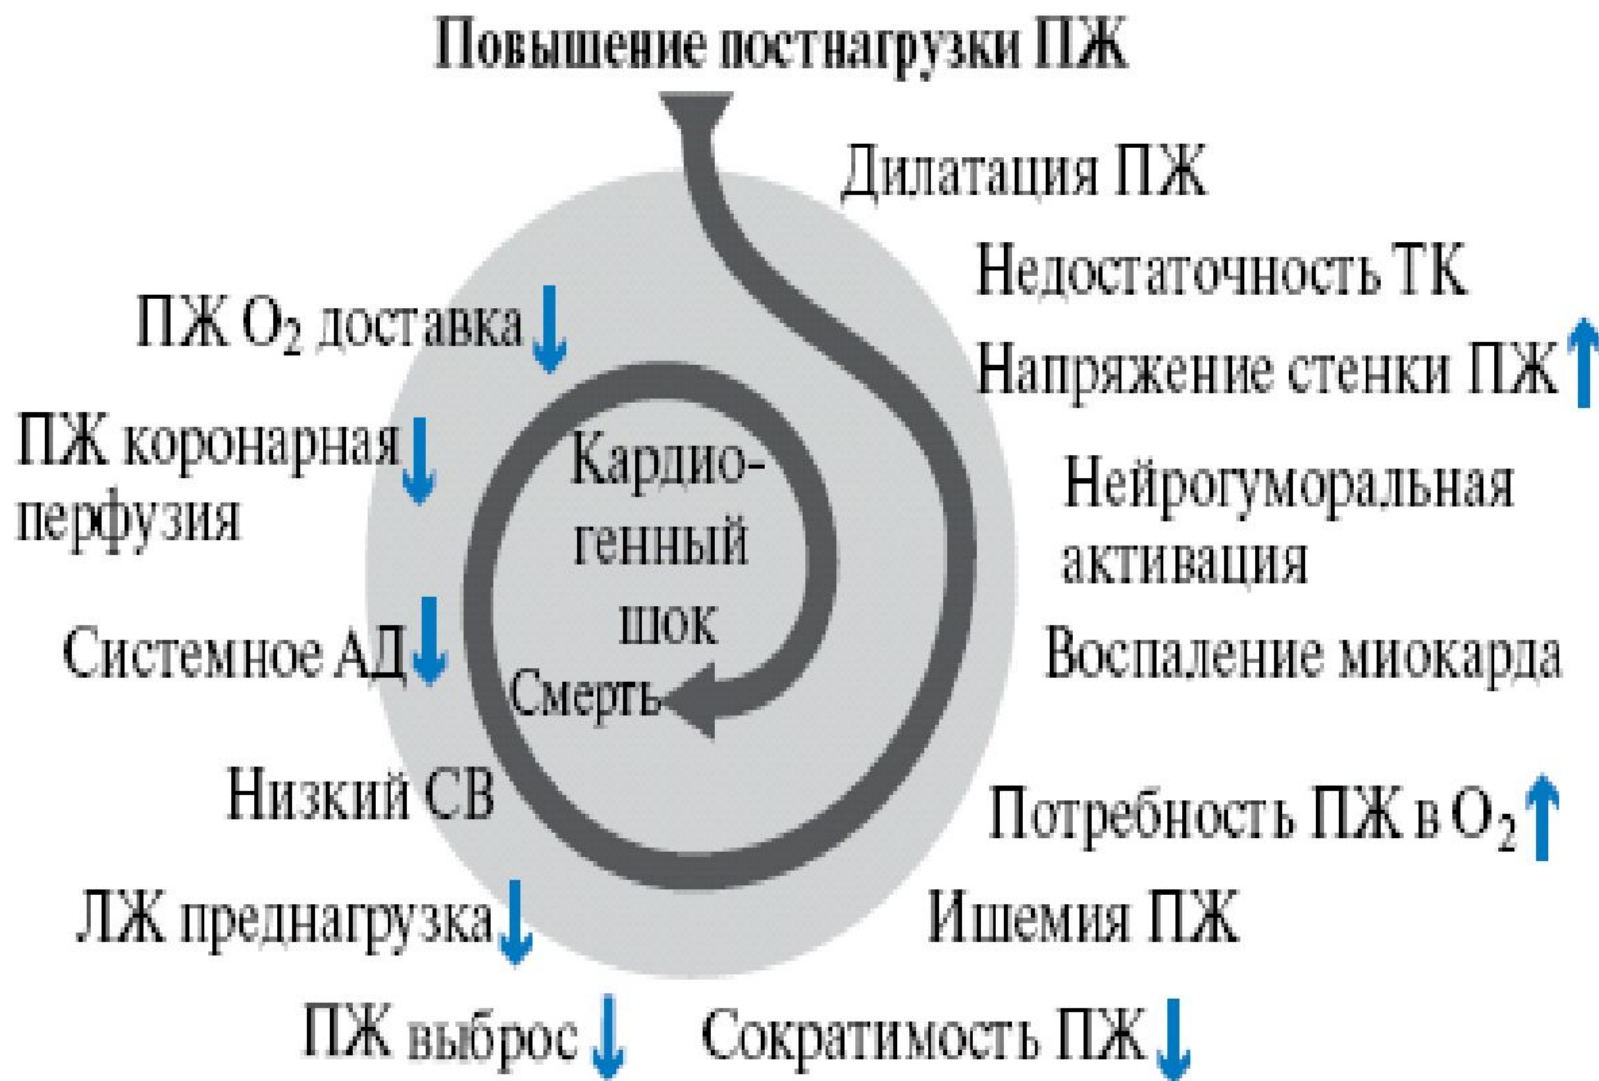 Повышение постнагрузки ПЖ
Дилатация ПЖ
Недостаточность ТК
Напряжение стенки ПЖ
Нейрогуморальная
активация
Воспаление миокарда
Потребность ПЖ в O₂
Ишемия ПЖ
Сократимость ПЖ
ПЖ выброс
ЛЖ преднагрузка
Низкий СВ
Системное АД
ПЖ коронарная
перфузия
ПЖ O₂ доставка
Кардио-
генный
шок
Смерть